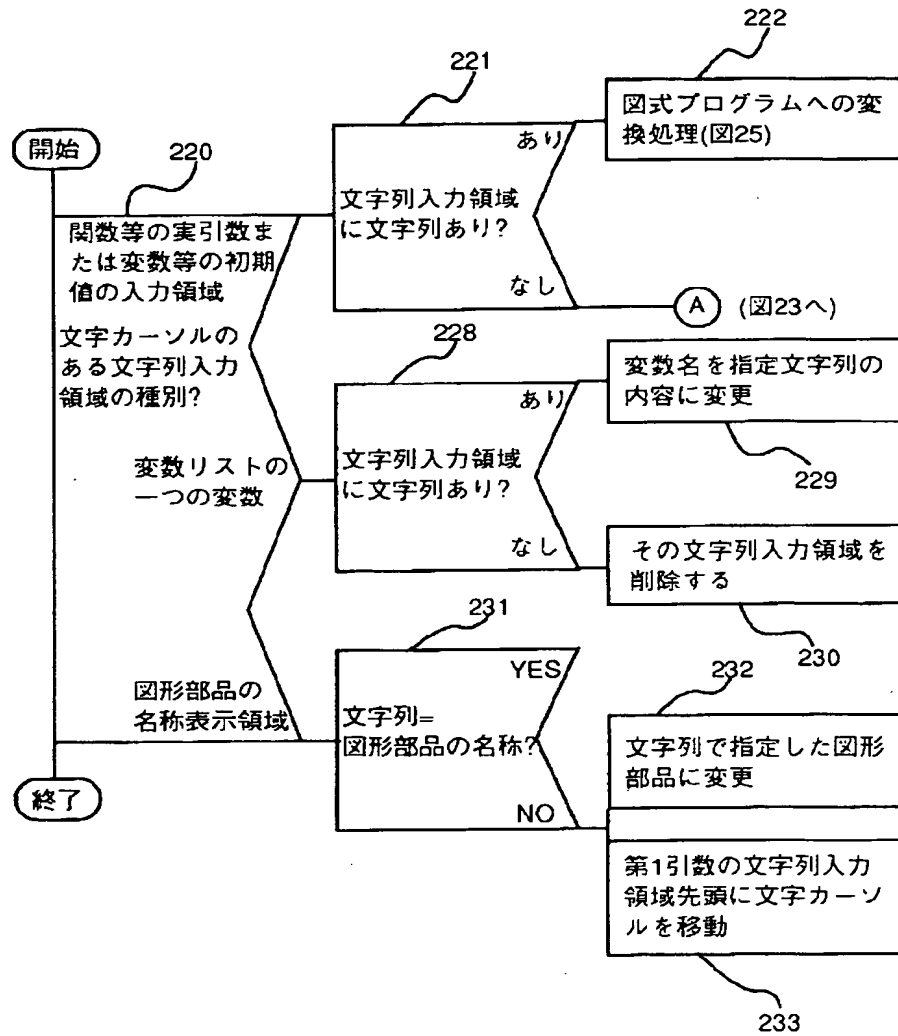 開始
220
関数等の実引数ま
たは変数等の初期
値の入力領域
文字カーソルの
ある文字列入力
領域の種別?
変数リストの
一つの変数
図形部品の
名称表示領域
終了
221
あり
文字列入力領域
に文字列あり?
なし
222
図式プログラムへの変
換処理(図25)
A (図23へ)
228
あり
文字列入力領域
に文字列あり?
なし
変数名を指定文字列の
内容に変更
229
その文字列入力領域を
削除する
230
231
YES
文字列=
図形部品の名称?
NO
232
文字列で指定した図形
部品に変更
第1引数の文字列入力
領域先頭に文字カーソ
ルを移動
233